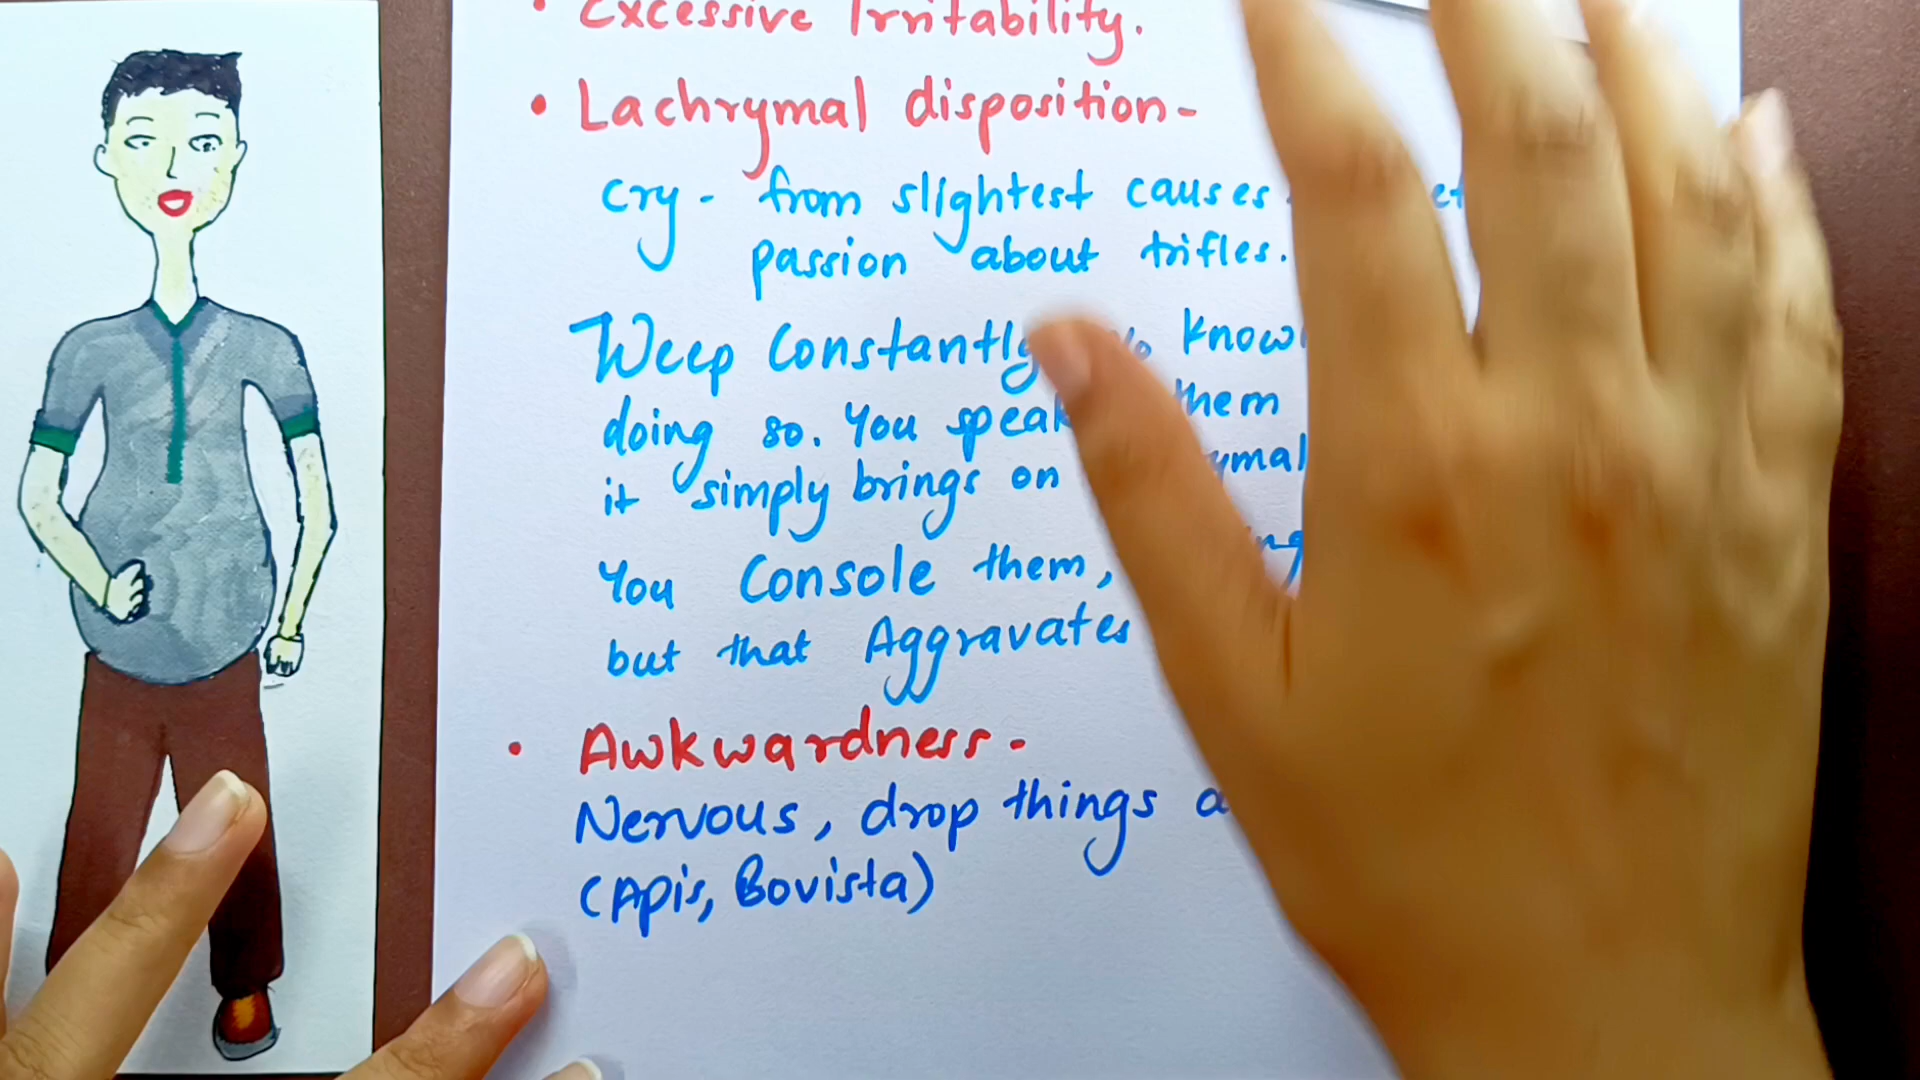 • Excessive Irritability.
• Lachrymal disposition-
cry - from slightest causes
passion about trifles.
Weep Constantly
doing so. You speak them
it simply brings on
You Console them,
but that Aggravates
• Awkwardness-
Nervous, drop things
(Apis, Bovista)